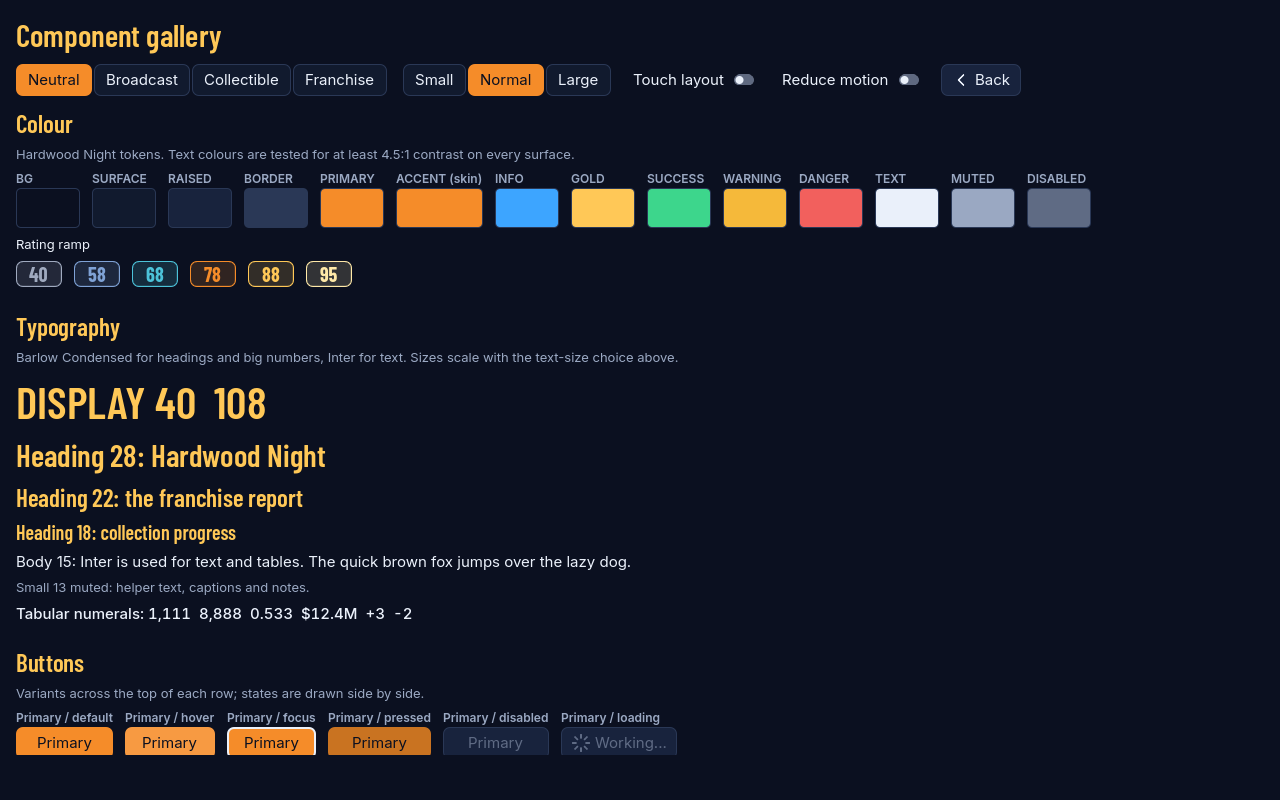 Component gallery
Neutral Broadcast Collectible Franchise Small Normal Large Touch layout Reduce motion Back
Colour
Hardwood Night tokens. Text colours are tested for at least 4.5:1 contrast on every surface.
BG SURFACE RAISED BORDER PRIMARY ACCENT (skin) INFO GOLD SUCCESS WARNING DANGER TEXT MUTED DISABLED
Rating ramp
40 58 68 78 88 95
Typography
Barlow Condensed for headings and big numbers, Inter for text. Sizes scale with the text-size choice above.
DISPLAY 40 108
Heading 28: Hardwood Night
Heading 22: the franchise report
Heading 18: collection progress
Body 15: Inter is used for text and tables. The quick brown fox jumps over the lazy dog.
Small 13 muted: helper text, captions and notes.
Tabular numerals: 1,111 8,888 0.533 $12.4M +3 -2
Buttons
Variants across the top of each row; states are drawn side by side.
Primary / default Primary / hover Primary / focus Primary / pressed Primary / disabled Primary / loading
Primary Primary Primary Primary Primary Working...